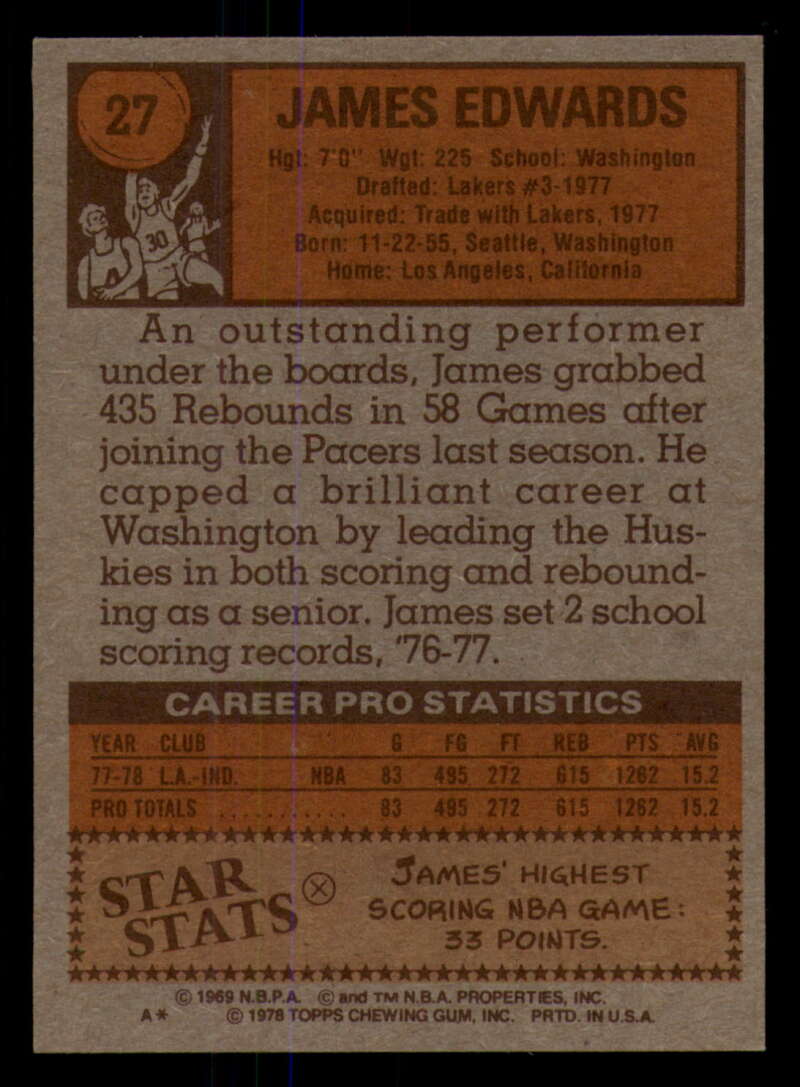 27
JAMES EDWARDS
Hgt: 7'0" Wgt: 225 School: Washington
Drafted: Lakers #3-1977
Acquired: Trade with Lakers, 1977
Born: 11-22-55, Seattle, Washington
Home: Los Angeles, California
30
An outstanding performer
under the boards, James grabbed
435 Rebounds in 58 Games after
joining the Pacers last season. He
capped a brilliant career at
Washington by leading the Hus-
kies in both scoring and rebound-
ing as a senior. James set 2 school
scoring records, '76-77.
CAREER PRO STATISTICS
YEAR CLUB G FG FT REB PTS AVG
77-78 L.A.-IND. NBA 83 495 272 615 1262 15.2
PRO TOTALS ........... 83 495 272 615 1262 15.2
STAR
STATS
JAMES' HIGHEST
SCORING NBA GAME:
33 POINTS.
© 1969 N.B.P.A. © and TM N.B.A. PROPERTIES, INC.
A* © 1978 TOPPS CHEWING GUM, INC. PRTD. IN U.S.A.